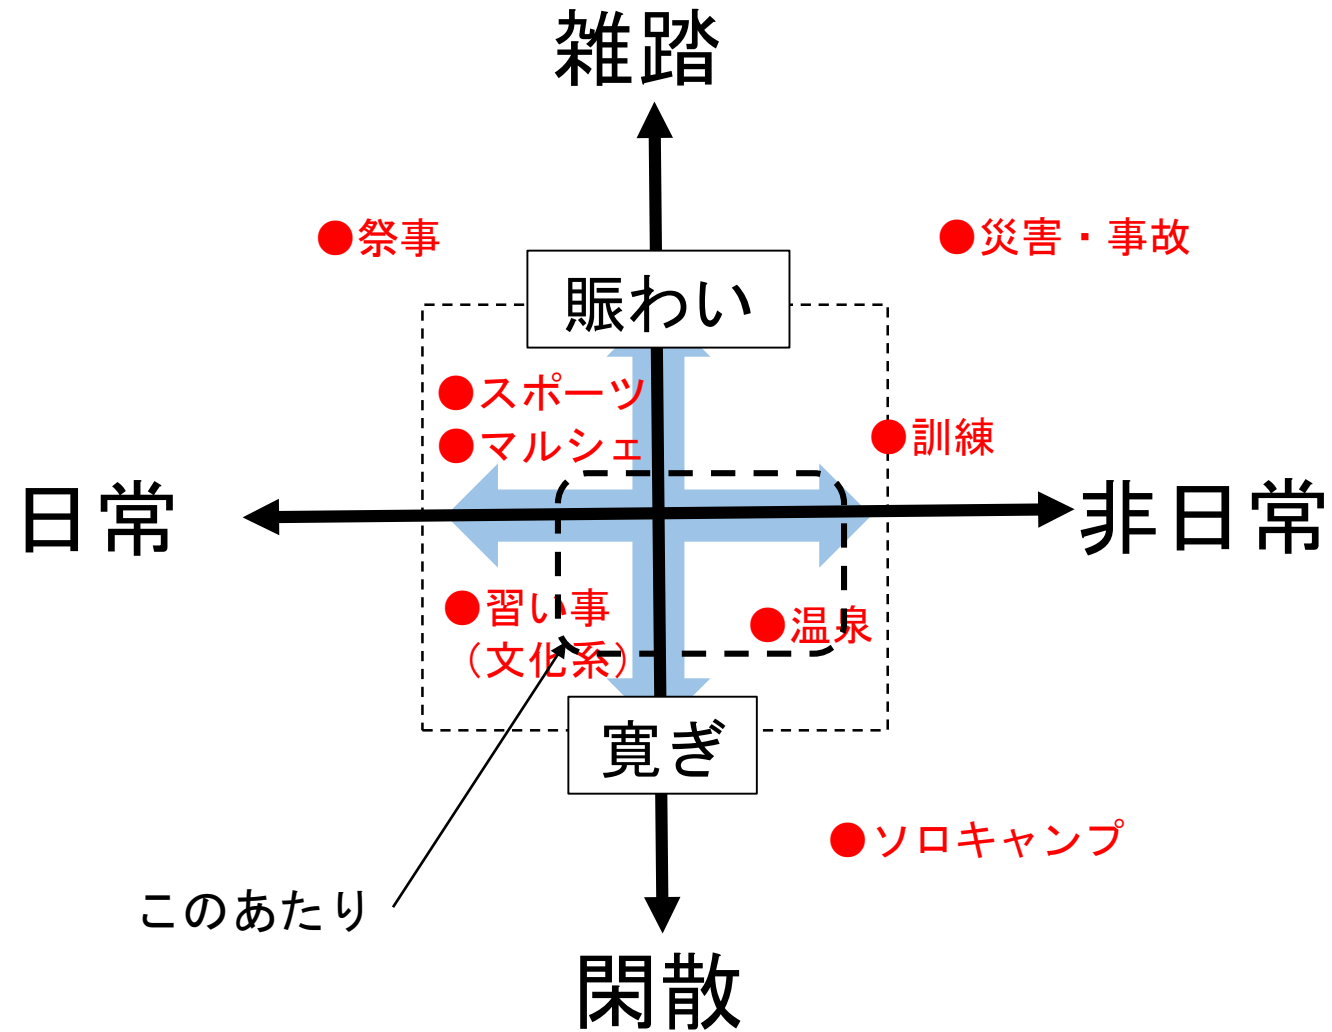 雑踏
●祭事
●災害・事故
賑わい
●スポーツ
●マルシェ
●訓練
日常
非日常
●習い事
（文化系）
●温泉
寛ぎ
●ソロキャンプ
このあたり
閑散